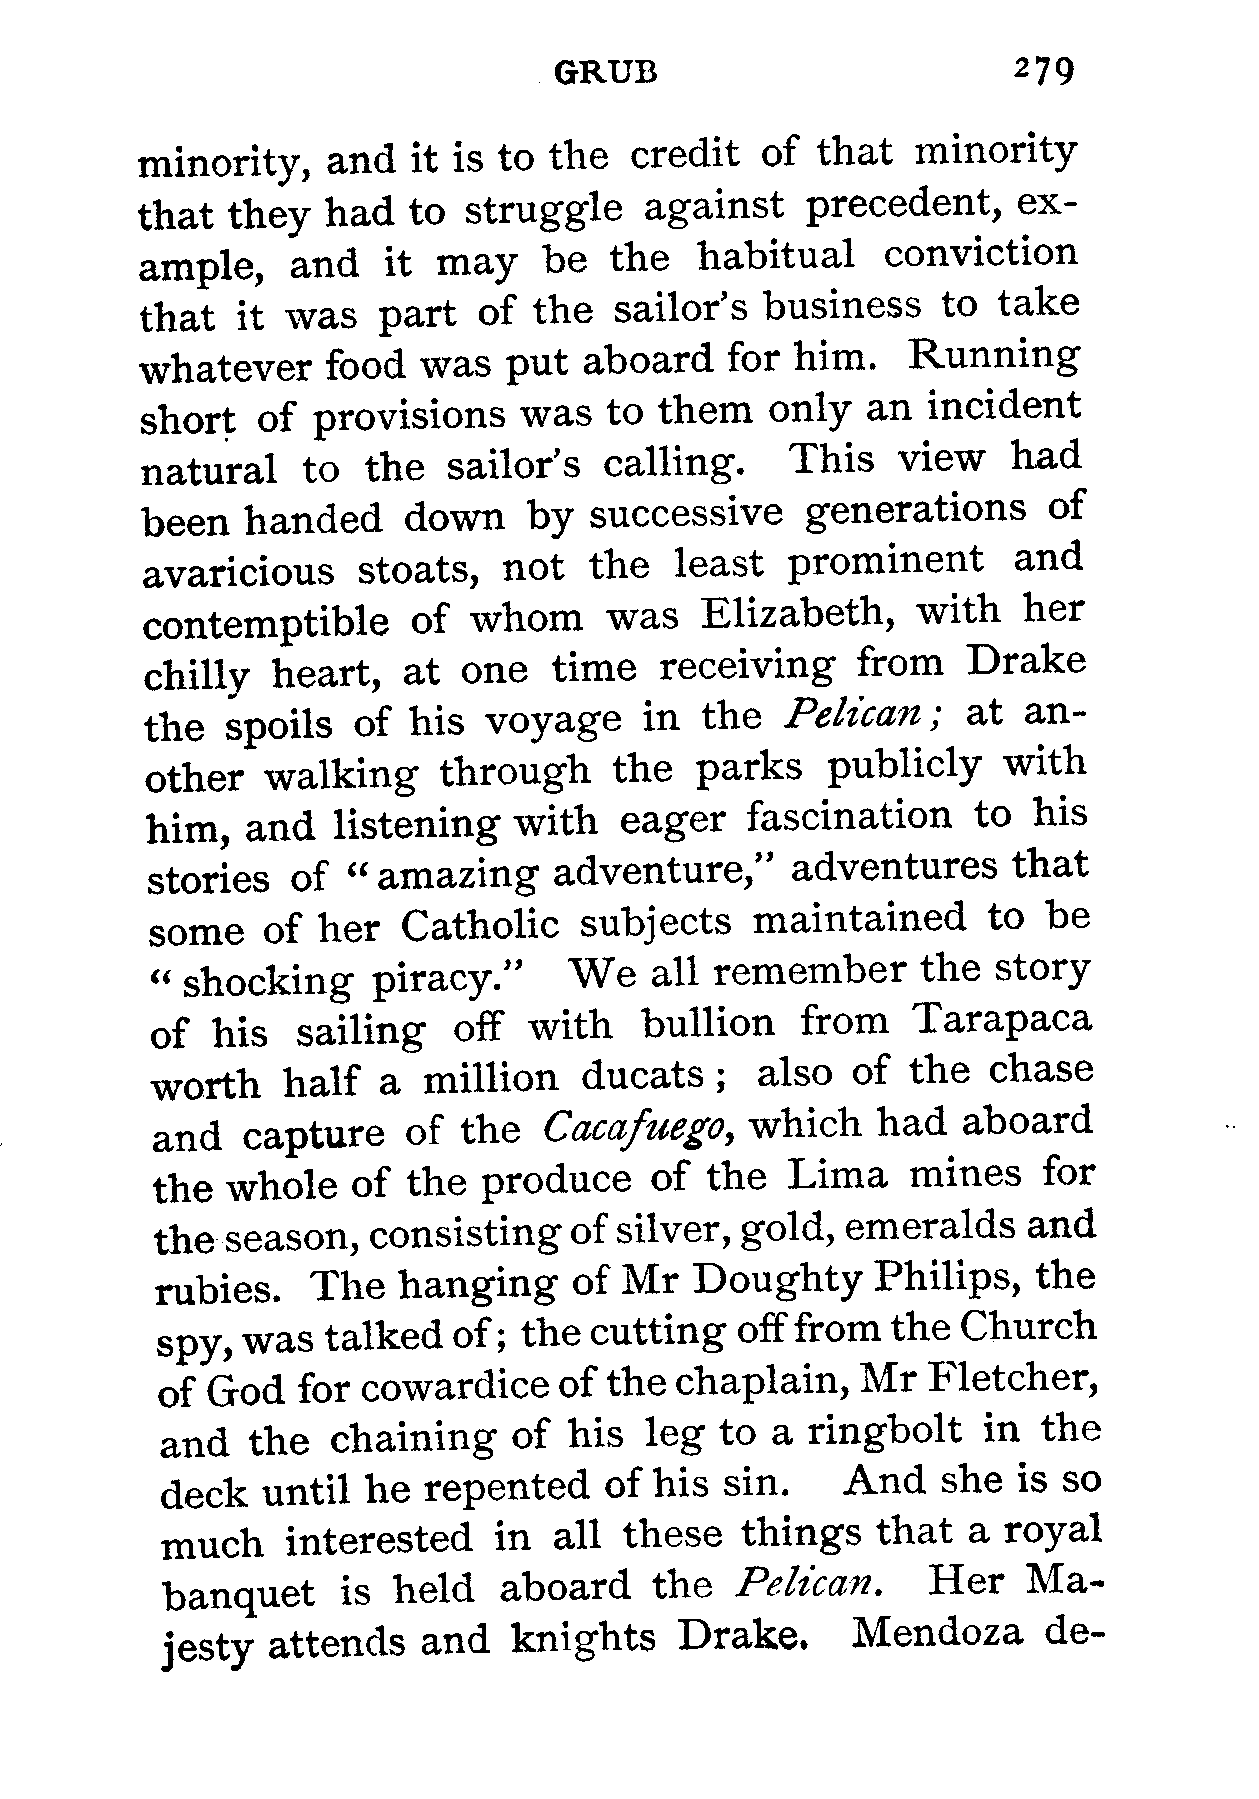 GRUB 279
minority, and it is to the credit of that minority
that they had to struggle against precedent, ex-
ample, and it may be the habitual conviction
that it was part of the sailor's business to take
whatever food was put aboard for him. Running
short of provisions was to them only an incident
natural to the sailor's calling. This view had
been handed down by successive generations of
avaricious stoats, not the least prominent and
contemptible of whom was Elizabeth, with her
chilly heart, at one time receiving from Drake
the spoils of his voyage in the Pelican; at an-
other walking through the parks publicly with
him, and listening with eager fascination to his
stories of “ amazing adventure,” adventures that
some of her Catholic subjects maintained to be
“ shocking piracy.” We all remember the story
of his sailing off with bullion from Tarapaca
worth half a million ducats ; also of the chase
and capture of the Cacafuego, which had aboard
the whole of the produce of the Lima mines for
the season, consisting of silver, gold, emeralds and
rubies. The hanging of Mr Doughty Philips, the
spy, was talked of; the cutting off from the Church
of God for cowardice of the chaplain, Mr Fletcher,
and the chaining of his leg to a ringbolt in the
deck until he repented of his sin. And she is so
much interested in all these things that a royal
banquet is held aboard the Pelican. Her Ma-
jesty attends and knights Drake. Mendoza de-